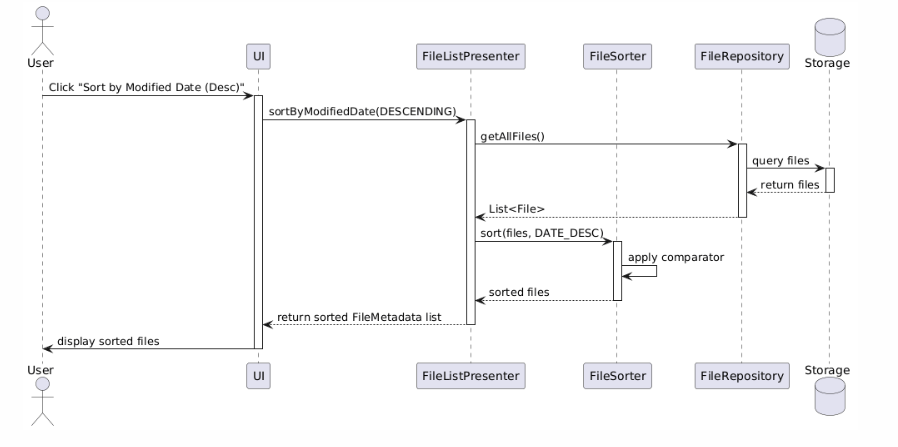 User
UI
FileListPresenter
FileSorter
FileRepository
Storage
Click "Sort by Modified Date (Desc)"
sortByModifiedDate(DESCENDING)
getAllFiles()
query files
return files
List<File>
sort(files, DATE_DESC)
apply comparator
sorted files
return sorted FileMetadata list
display sorted files
User
UI
FileListPresenter
FileSorter
FileRepository
Storage